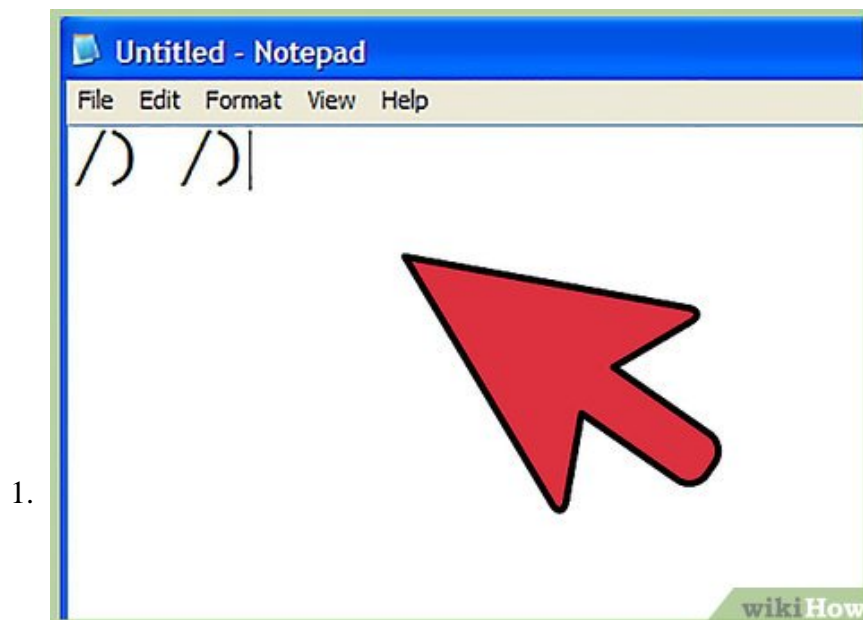 Untitled - Notepad
File Edit Format View Help
/) /)
1.
wikiHow